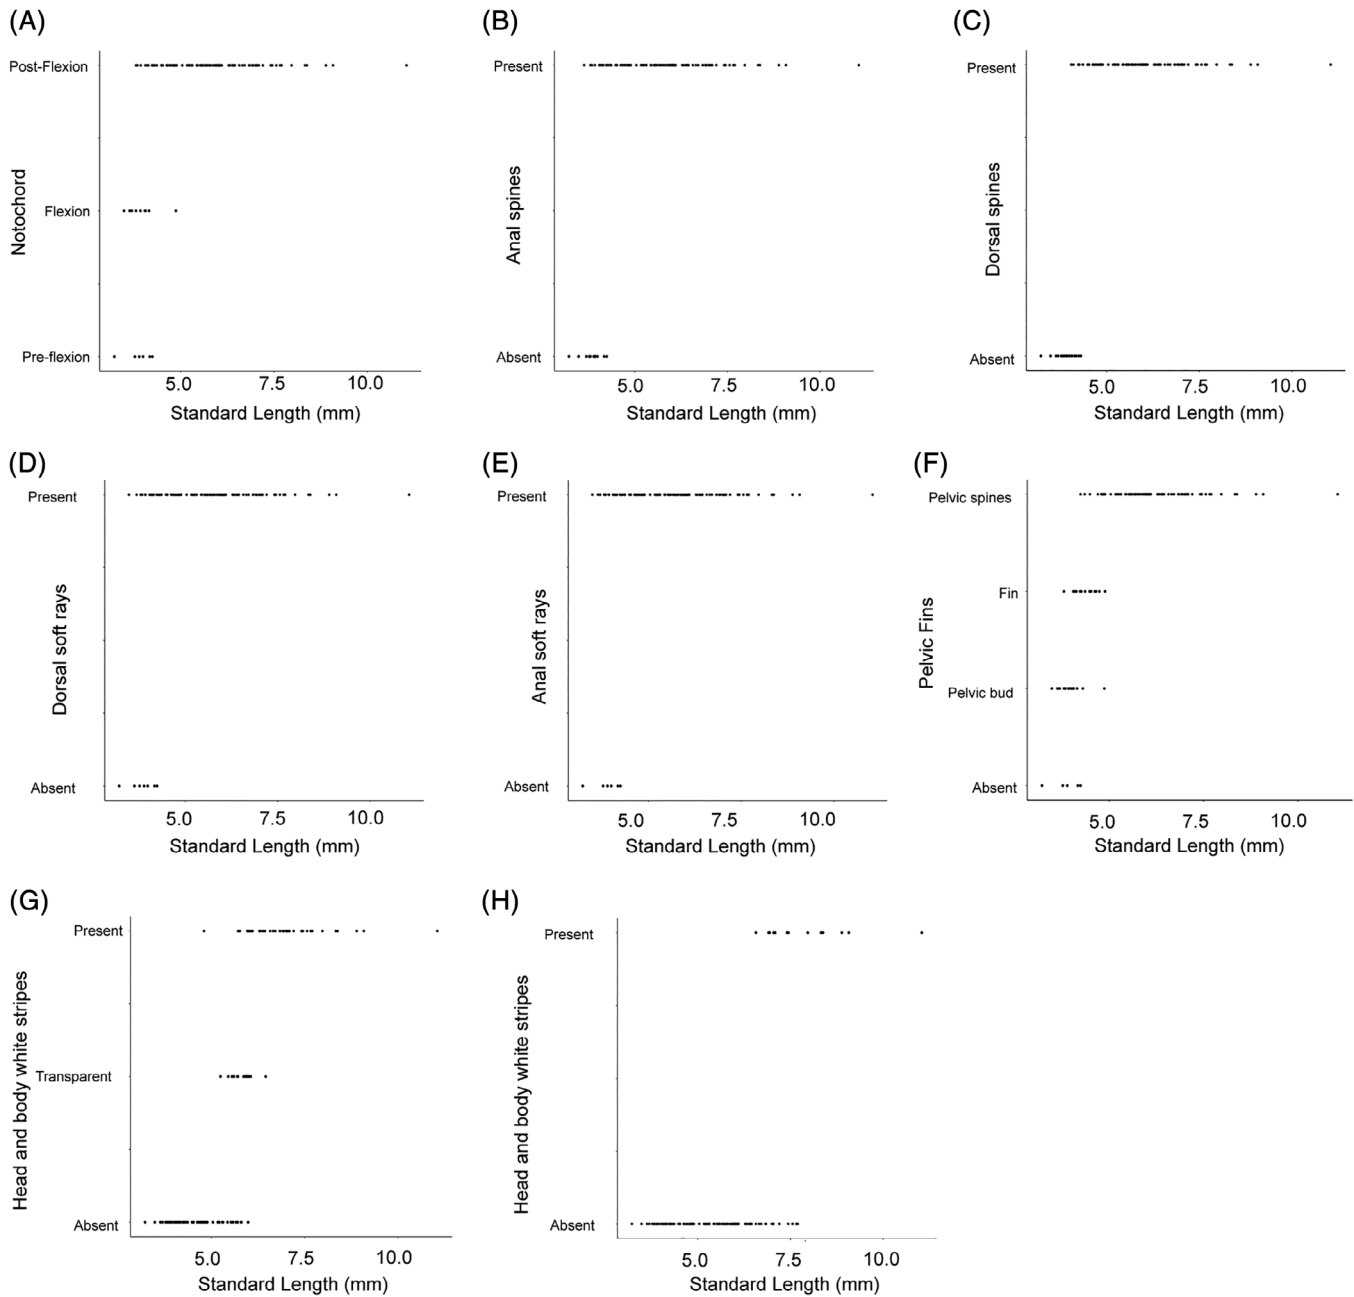 (A)
Post-Flexion
Flexion
Pre-flexion
Notochord
5.0 7.5 10.0
Standard Length (mm)
(B)
Present
Absent
Anal spines
5.0 7.5 10.0
Standard Length (mm)
(C)
Present
Absent
Dorsal spines
5.0 7.5 10.0
Standard Length (mm)
(D)
Present
Absent
Dorsal soft rays
5.0 7.5 10.0
Standard Length (mm)
(E)
Present
Absent
Anal soft rays
5.0 7.5 10.0
Standard Length (mm)
(F)
Pelvic spines
Fin
Pelvic bud
Absent
Pelvic Fins
5.0 7.5 10.0
Standard Length (mm)
(G)
Present
Transparent
Absent
Head and body white stripes
5.0 7.5 10.0
Standard Length (mm)
(H)
Present
Absent
Head and body white stripes
5.0 7.5 10.0
Standard Length (mm)